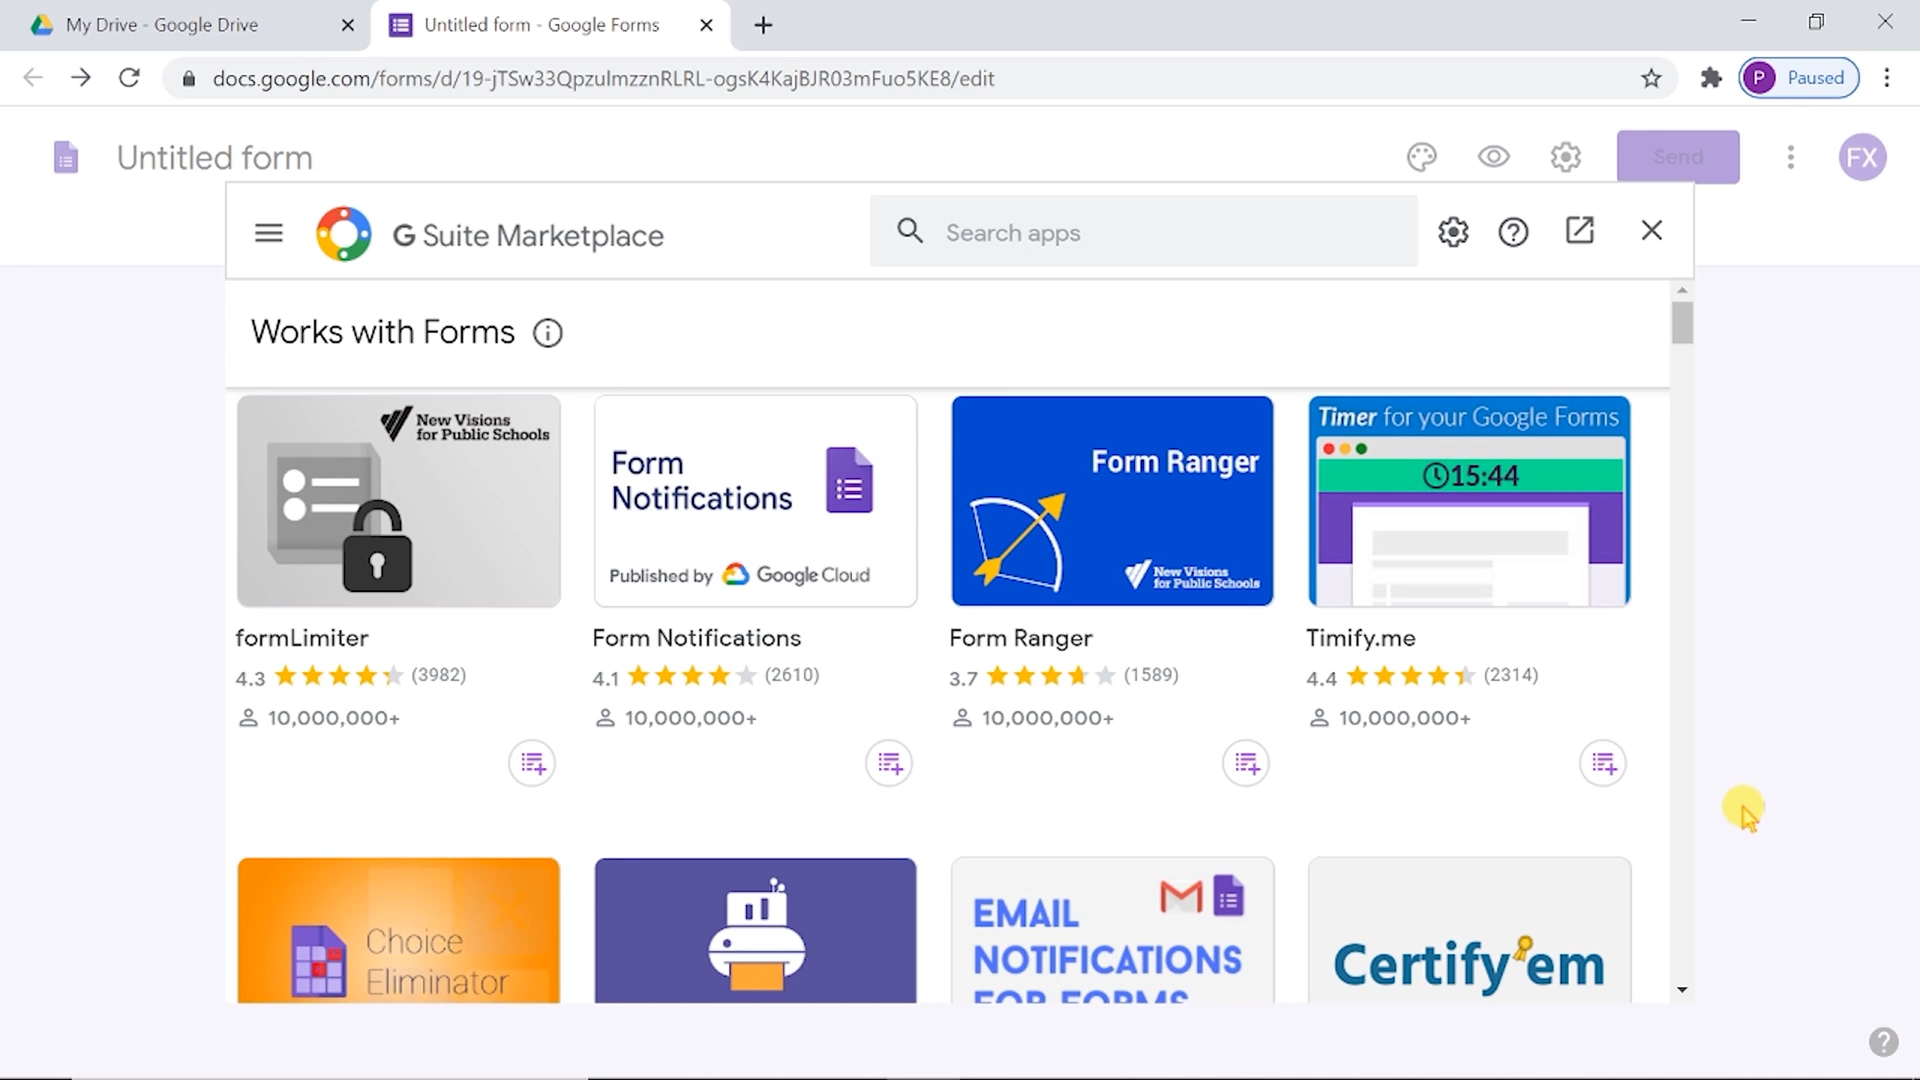 My Drive - Google Drive
Untitled form - Google Forms
docs.google.com/forms/d/19-jTSw33QpzulmzznRLRL-ogsK4KajBJR03mFuo5KE8/edit
P Paused
Untitled form
Send
FX
G Suite Marketplace
Search apps
Works with Forms
New Visions
for Public Schools
Form
Notifications
Published by Google Cloud
Form Ranger
New Visions
for Public Schools
Timer for your Google Forms
15:44
formLimiter
4.3 (3982)
10,000,000+
Form Notifications
4.1 (2610)
10,000,000+
Form Ranger
3.7 (1589)
10,000,000+
Timify.me
4.4 (2314)
10,000,000+
Choice
Eliminator
EMAIL
NOTIFICATIONS
FOR FORMS
Certify'em